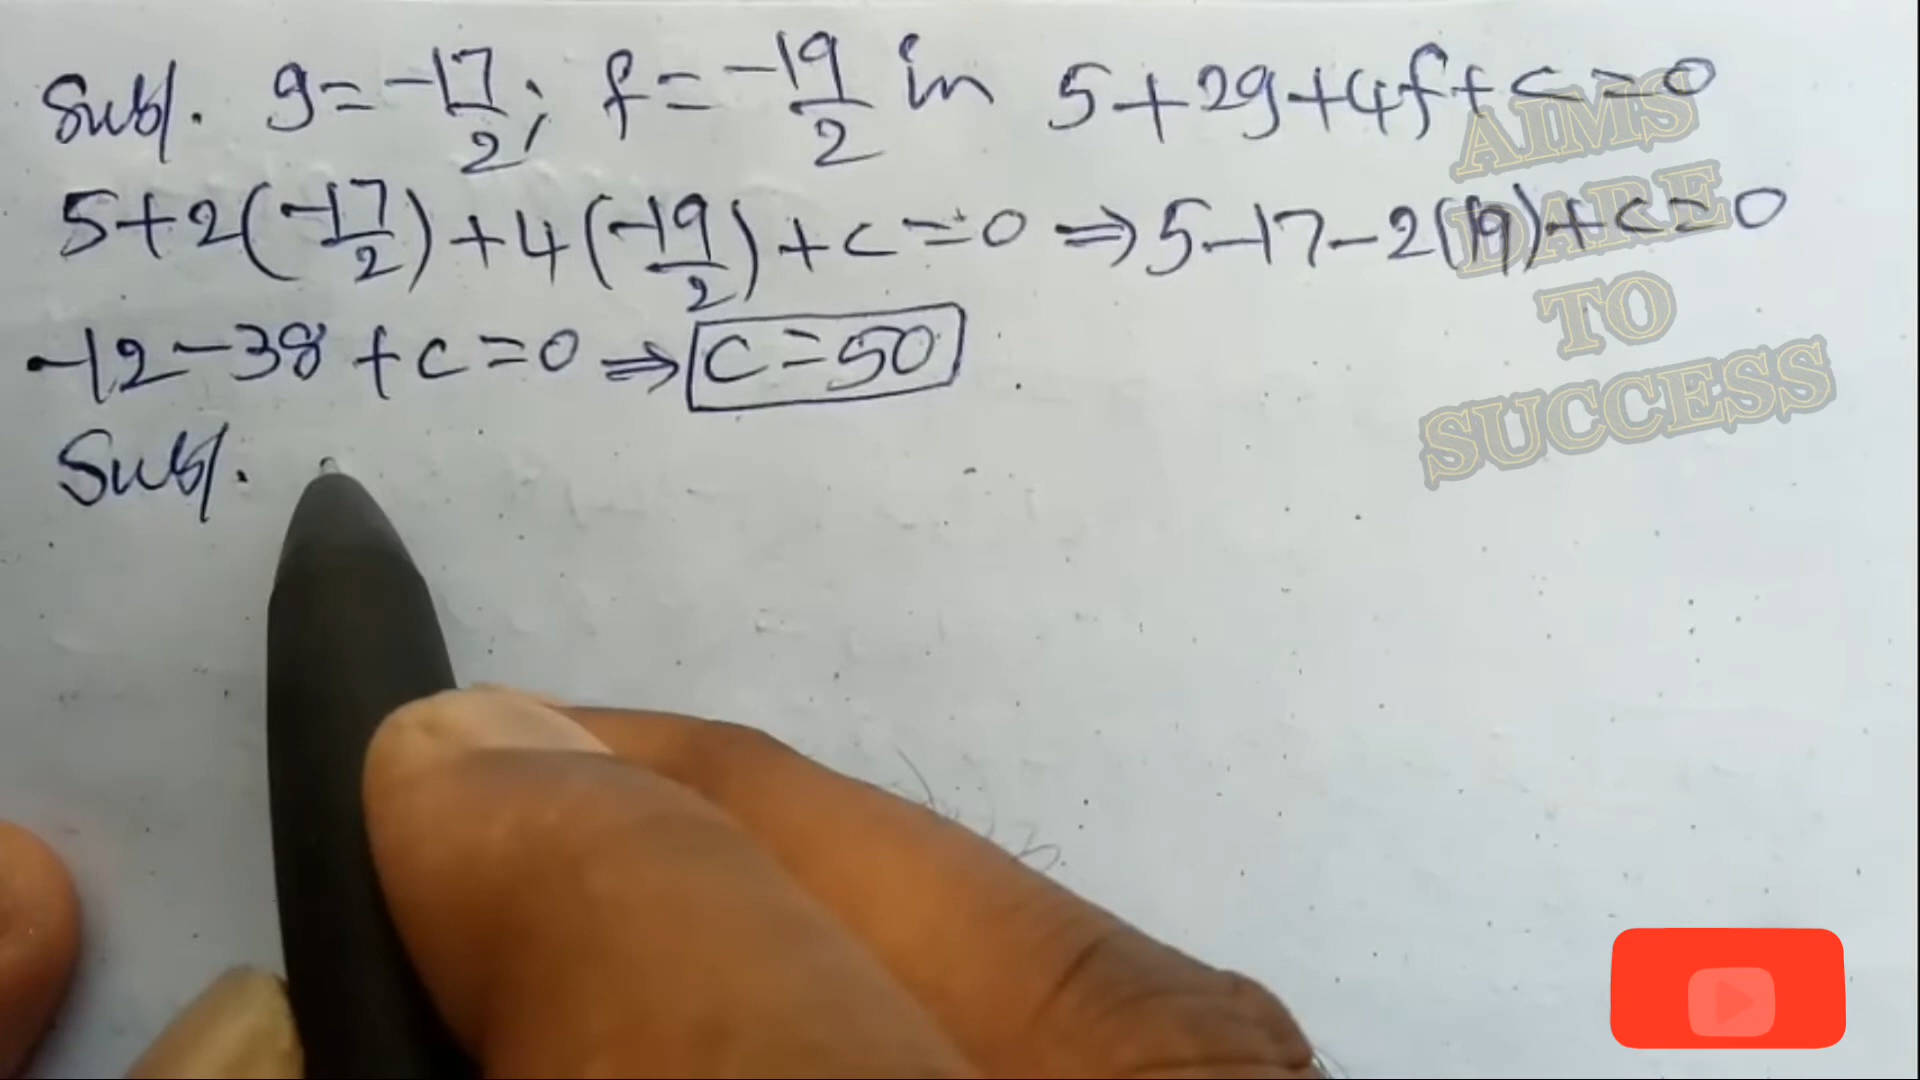 Sub/. g=-17/2; f=-19/2 in 5+2g+4f+c=0
5+2(-17/2)+4(-19/2)+c=0 ⇒ 5-17-2(19)+c=0
-12-38+c=0 ⇒ c=50
Sub/.
AIMS
DARE
TO
SUCCESS